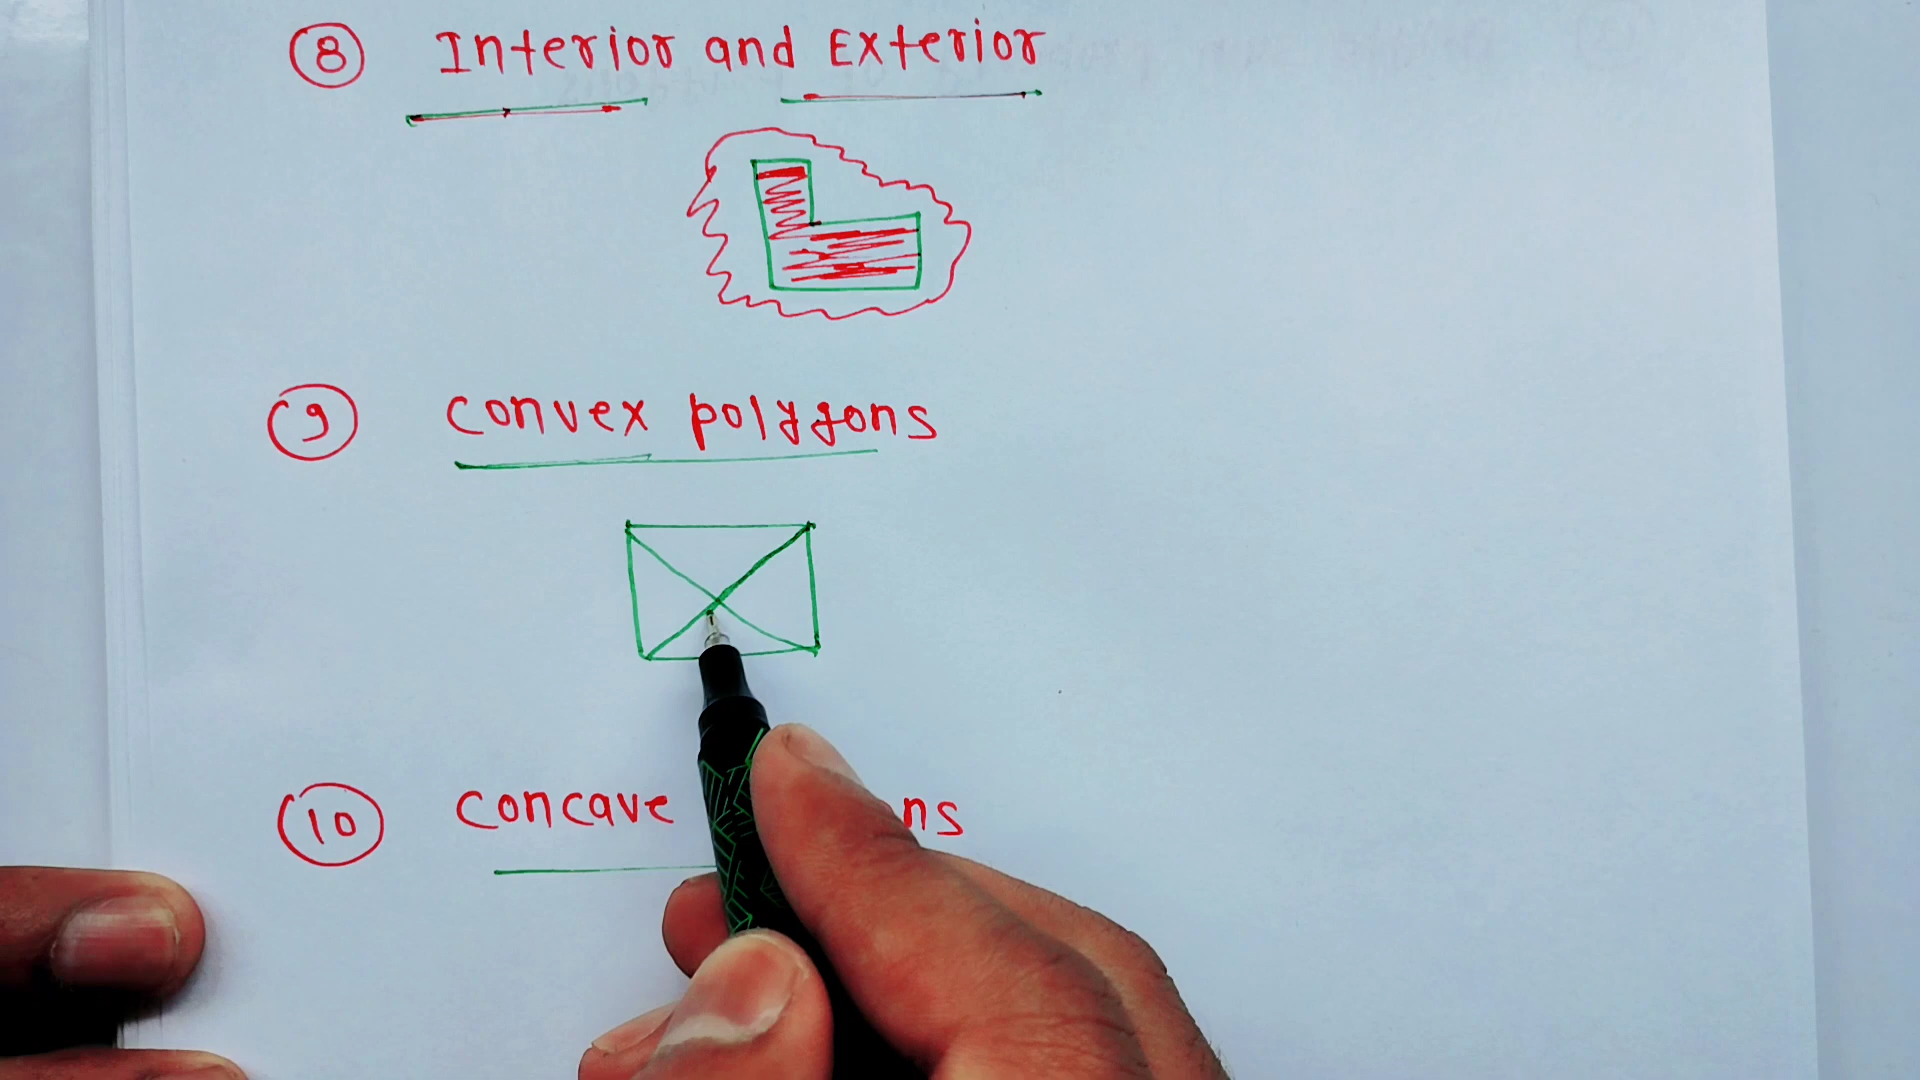 8 Interior and Exterior
9 convex polygons
10 concave ns